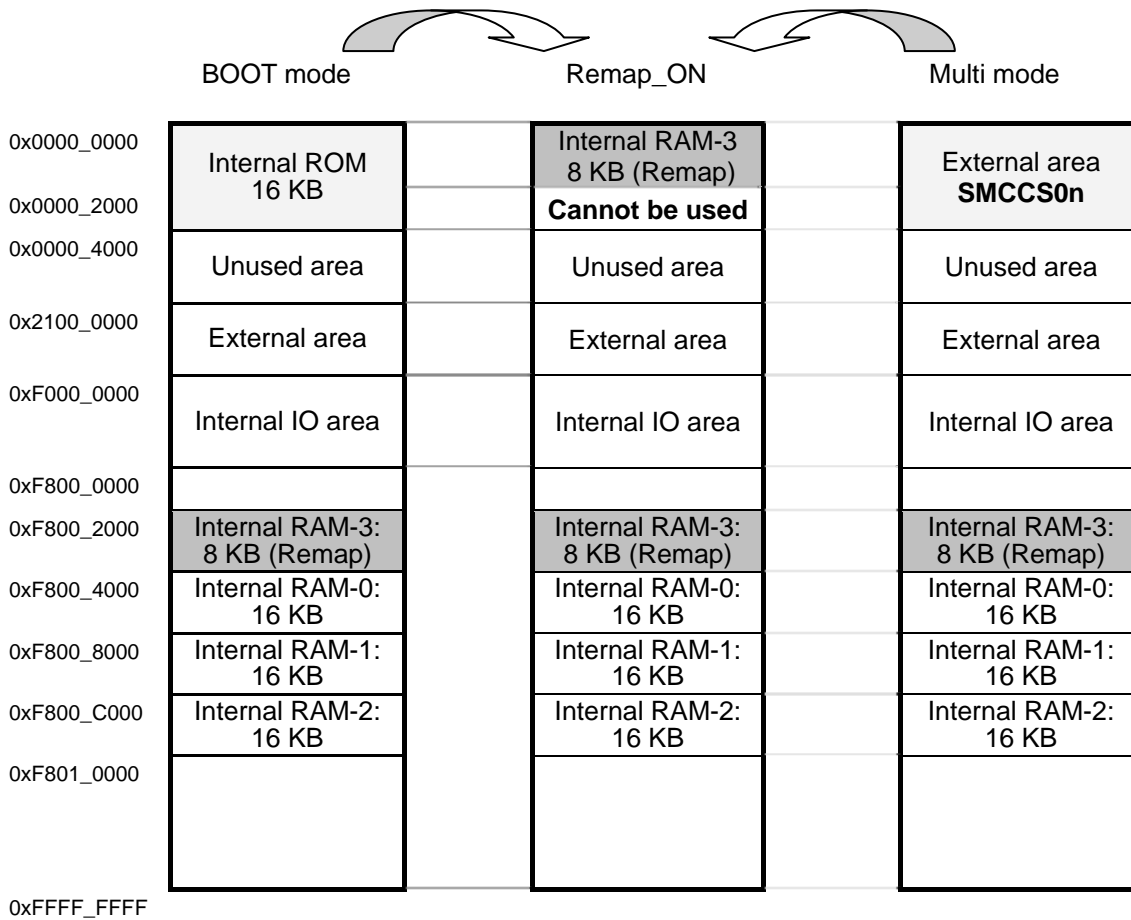 BOOT mode Remap_ON Multi mode
0x0000_0000
Internal ROM
16 KB
Internal RAM-3
8 KB (Remap)
External area
SMCCS0n
0x0000_2000
Cannot be used
0x0000_4000
Unused area Unused area Unused area
0x2100_0000
External area External area External area
0xF000_0000
Internal IO area Internal IO area Internal IO area
0xF800_0000
0xF800_2000
Internal RAM-3: Internal RAM-3: Internal RAM-3:
8 KB (Remap) 8 KB (Remap) 8 KB (Remap)
0xF800_4000
Internal RAM-0: Internal RAM-0: Internal RAM-0:
16 KB 16 KB 16 KB
0xF800_8000
Internal RAM-1: Internal RAM-1: Internal RAM-1:
16 KB 16 KB 16 KB
0xF800_C000
Internal RAM-2: Internal RAM-2: Internal RAM-2:
16 KB 16 KB 16 KB
0xF801_0000
0xFFFF_FFFF